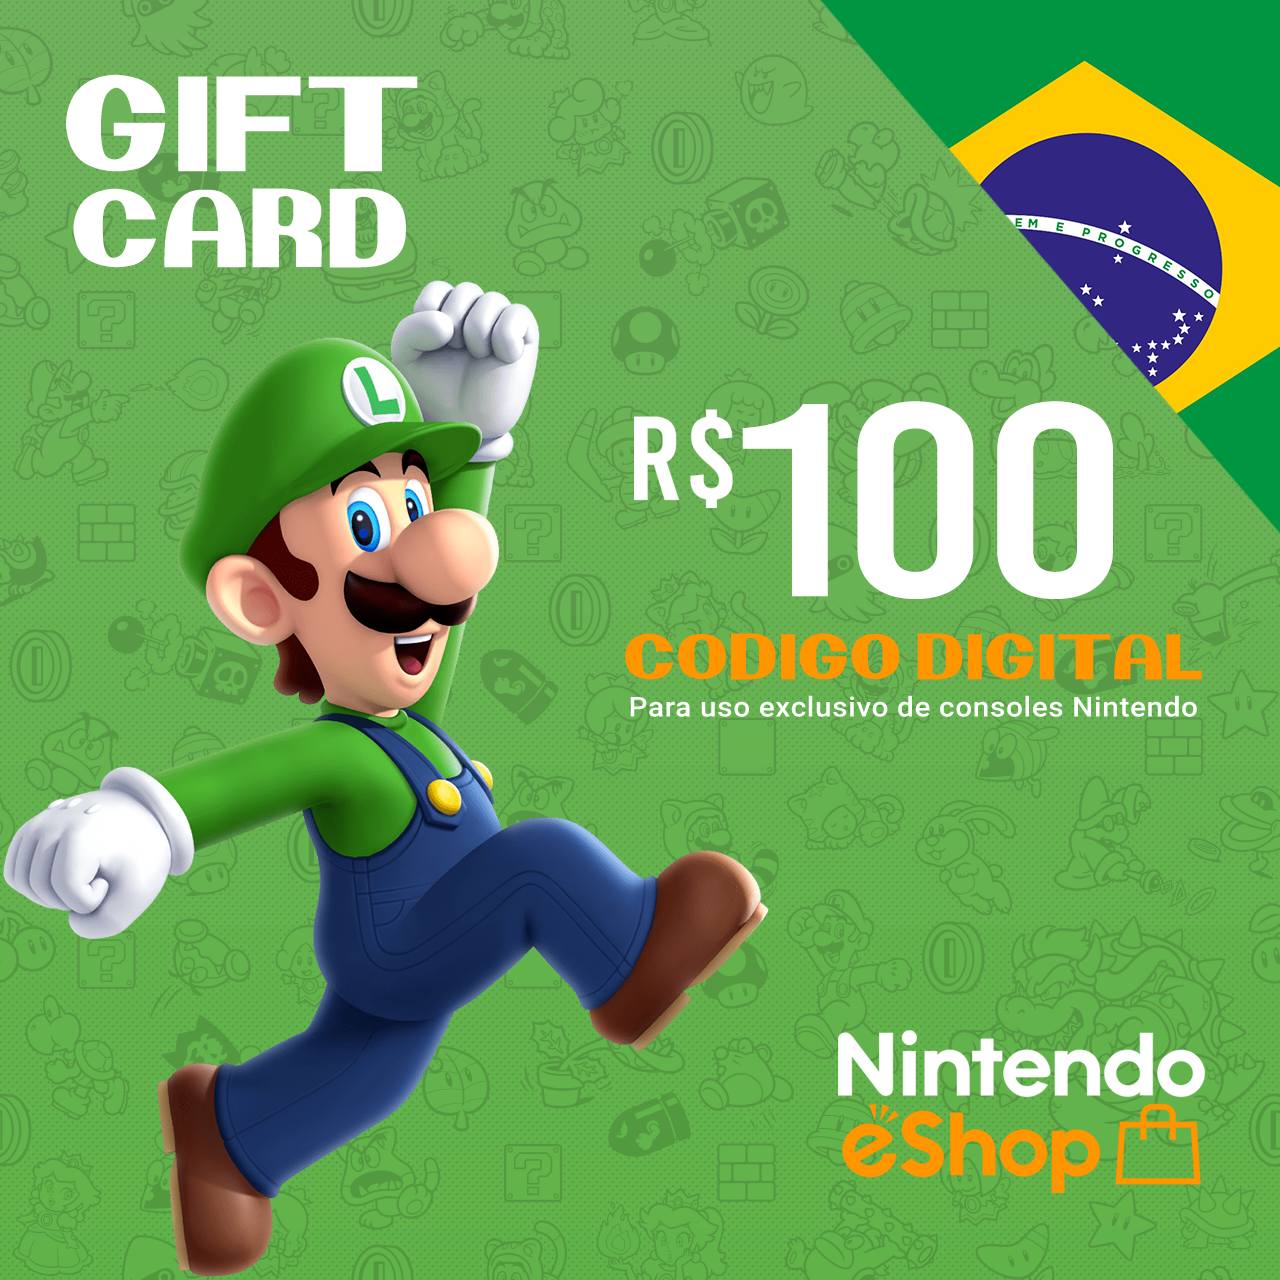 GIFT
CARD
L
EM E PROGRESSO
R$100
CODIGO DIGITAL
Para uso exclusivo de consoles Nintendo
Nintendo
eShop